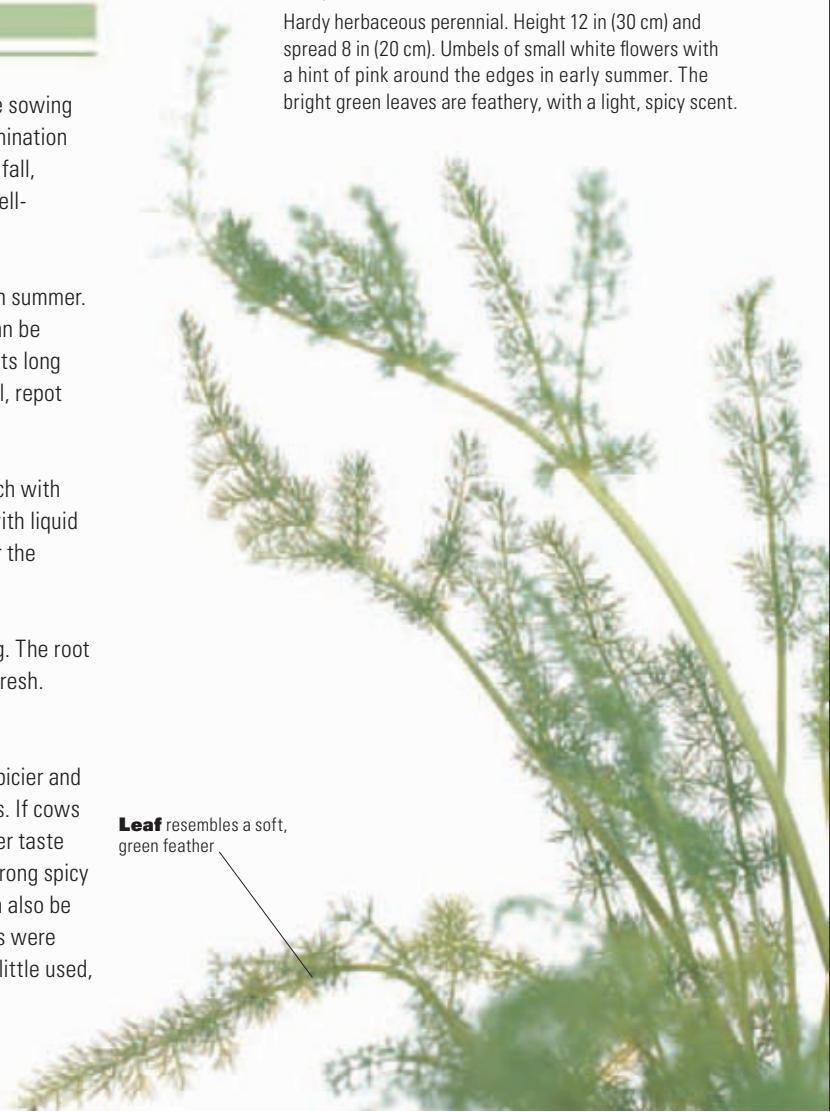 e sowing
mination
fall,
ell-
n summer.
an be
ts long
l, repot
ch with
ith liquid
r the
g. The root
resh.
picier and
s. If cows
er taste
rong spicy
n also be
s were
little used,
Hardy herbaceous perennial. Height 12 in (30 cm) and
spread 8 in (20 cm). Umbels of small white flowers with
a hint of pink around the edges in early summer. The
bright green leaves are feathery, with a light, spicy scent.
Leaf resembles a soft,
green feather